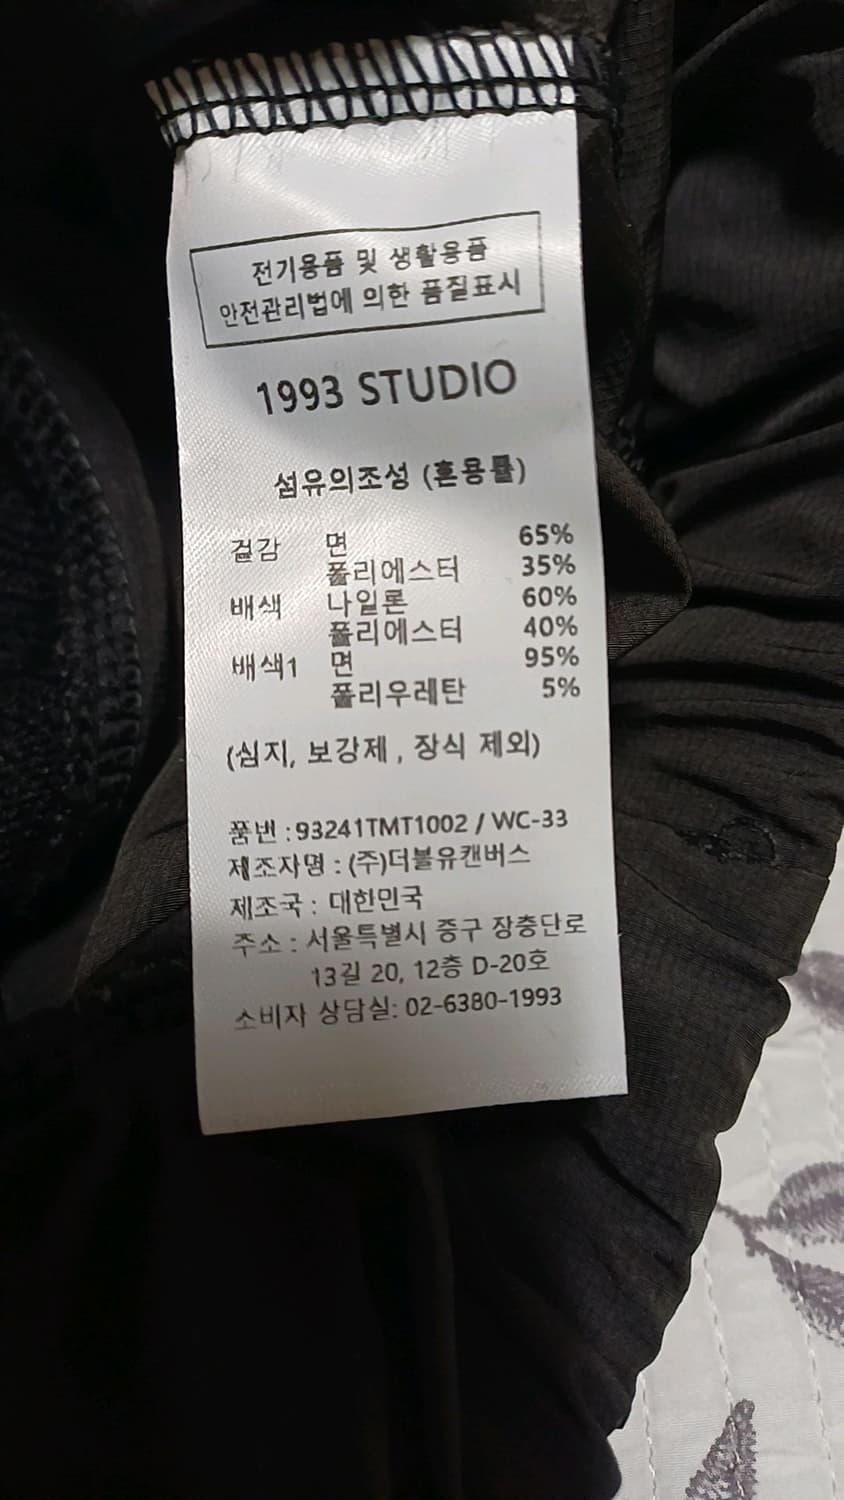 전기용품 및 생활용품
안전관리법에 의한 품질표시
1993 STUDIO
섬유의조성 (혼용률)
겉감 면 65%
폴리에스터 35%
배색 나일론 60%
폴리에스터 40%
배색1 면 95%
폴리우레탄 5%
(심지, 보강제 , 장식 제외)
품번 : 93241TMT1002 / WC-33
제조자명 : (주)더블유캔버스
제조국 : 대한민국
주소 : 서울특별시 중구 장충단로
13길 20, 12층 D-20호
소비자 상담실: 02-6380-1993